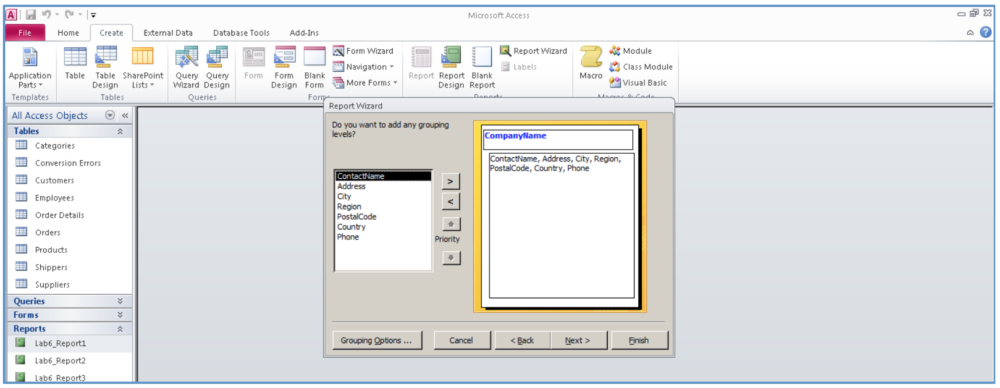 A
Microsoft Access
File Home Create External Data Database Tools Add-Ins
Application Parts
Table
Table Design
SharePoint Lists
Query Wizard
Query Design
Form
Form Design
Blank Form
Form Wizard
Navigation
More Forms
Report
Report Design
Blank Report
Report Wizard
Labels
Macro
Module
Class Module
Visual Basic
Templates
Tables
Queries
Forms
Reports
Macros & Code
All Access Objects
Tables
Categories
Conversion Errors
Customers
Employees
Order Details
Orders
Products
Shippers
Suppliers
Queries
Forms
Reports
Lab6_Report1
Lab6_Report2
Lab6_Report3
Report Wizard
Do you want to add any grouping
levels?
ContactName
Address
City
Region
PostalCode
Country
Phone
>
<
Priority
CompanyName
ContactName, Address, City, Region,
PostalCode, Country, Phone
Grouping Options ...
Cancel
< Back
Next >
Finish